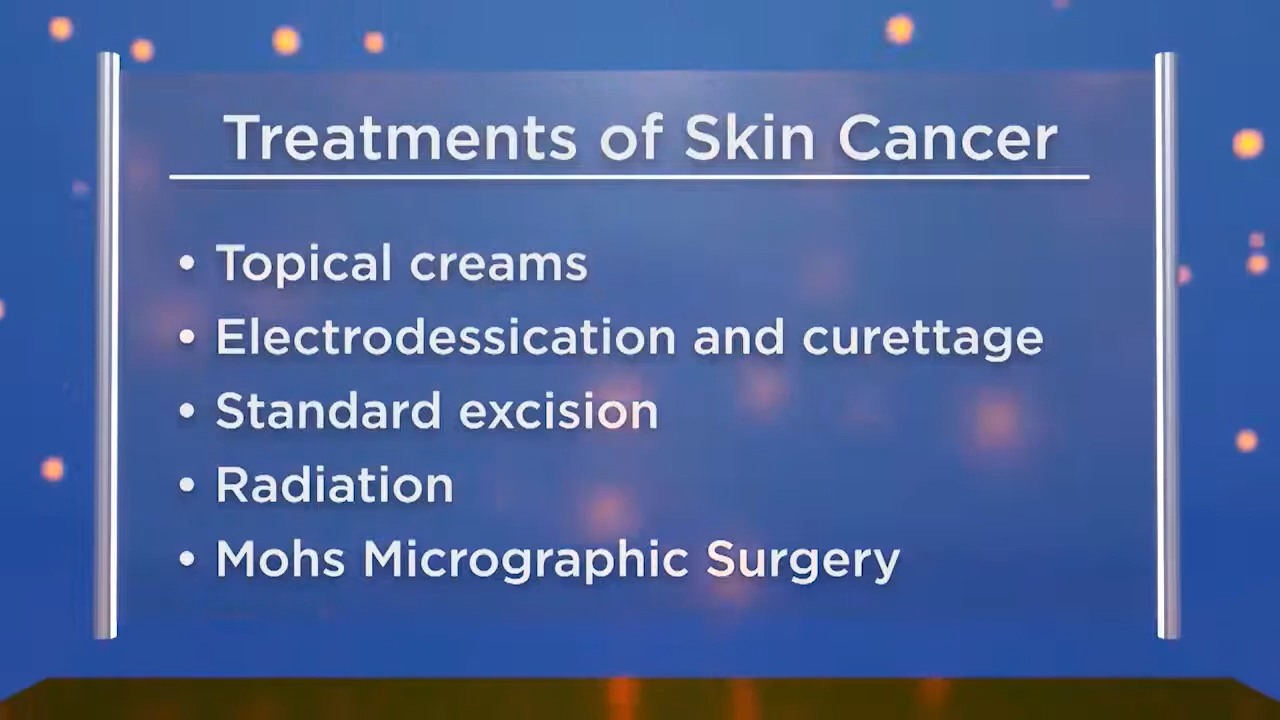 Treatments of Skin Cancer
• Topical creams
• Electrodessication and curettage
• Standard excision
• Radiation
• Mohs Micrographic Surgery